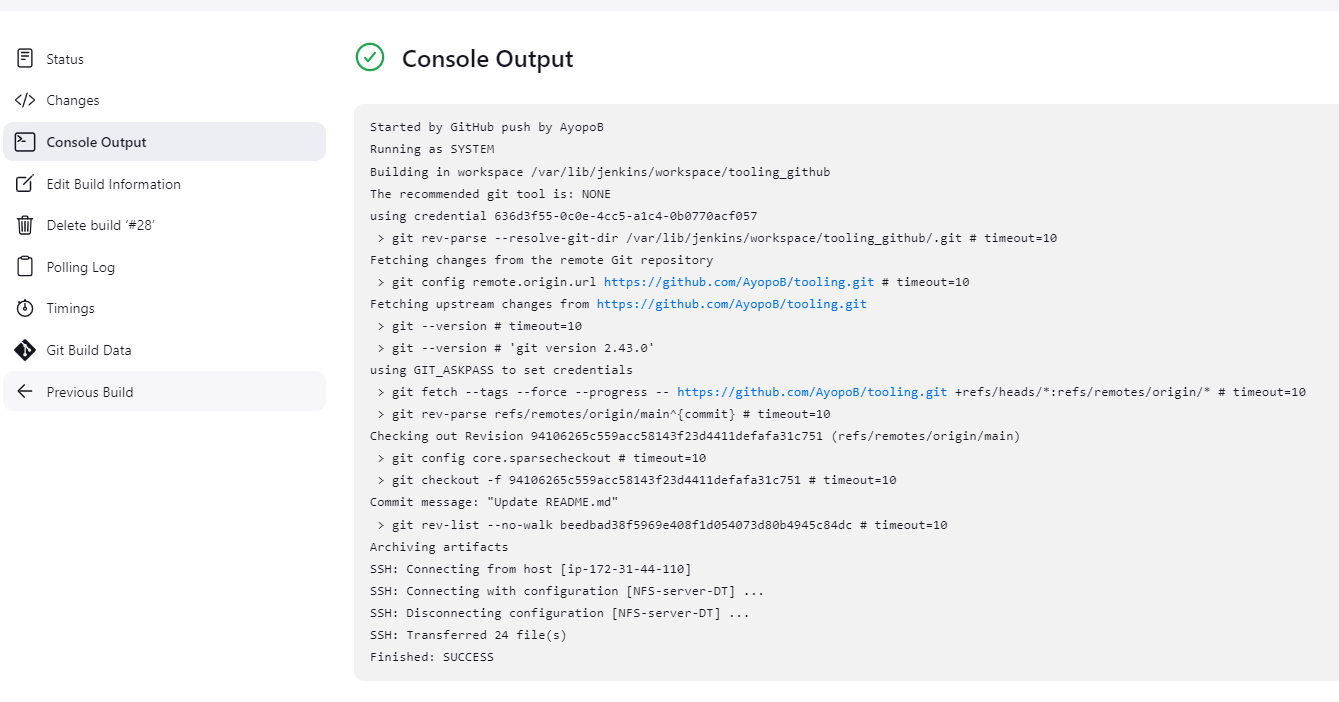 Status
Changes
Console Output
Edit Build Information
Delete build ‘#28’
Polling Log
Timings
Git Build Data
Previous Build
Console Output
Started by GitHub push by AyopoB
Running as SYSTEM
Building in workspace /var/lib/jenkins/workspace/tooling_github
The recommended git tool is: NONE
using credential 636d3f55-0c0e-4cc5-a1c4-0b0770acf057
> git rev-parse --resolve-git-dir /var/lib/jenkins/workspace/tooling_github/.git # timeout=10
Fetching changes from the remote Git repository
> git config remote.origin.url https://github.com/AyopoB/tooling.git # timeout=10
Fetching upstream changes from https://github.com/AyopoB/tooling.git
> git --version # timeout=10
> git --version # 'git version 2.43.0'
using GIT_ASKPASS to set credentials
> git fetch --tags --force --progress -- https://github.com/AyopoB/tooling.git +refs/heads/*:refs/remotes/origin/* # timeout=10
> git rev-parse refs/remotes/origin/main^{commit} # timeout=10
Checking out Revision 94106265c559acc58143f23d4411defafa31c751 (refs/remotes/origin/main)
> git config core.sparsecheckout # timeout=10
> git checkout -f 94106265c559acc58143f23d4411defafa31c751 # timeout=10
Commit message: "Update README.md"
> git rev-list --no-walk beedbad38f5969e408f1d054073d80b4945c84dc # timeout=10
Archiving artifacts
SSH: Connecting from host [ip-172-31-44-110]
SSH: Connecting with configuration [NFS-server-DT] ...
SSH: Disconnecting configuration [NFS-server-DT] ...
SSH: Transferred 24 file(s)
Finished: SUCCESS